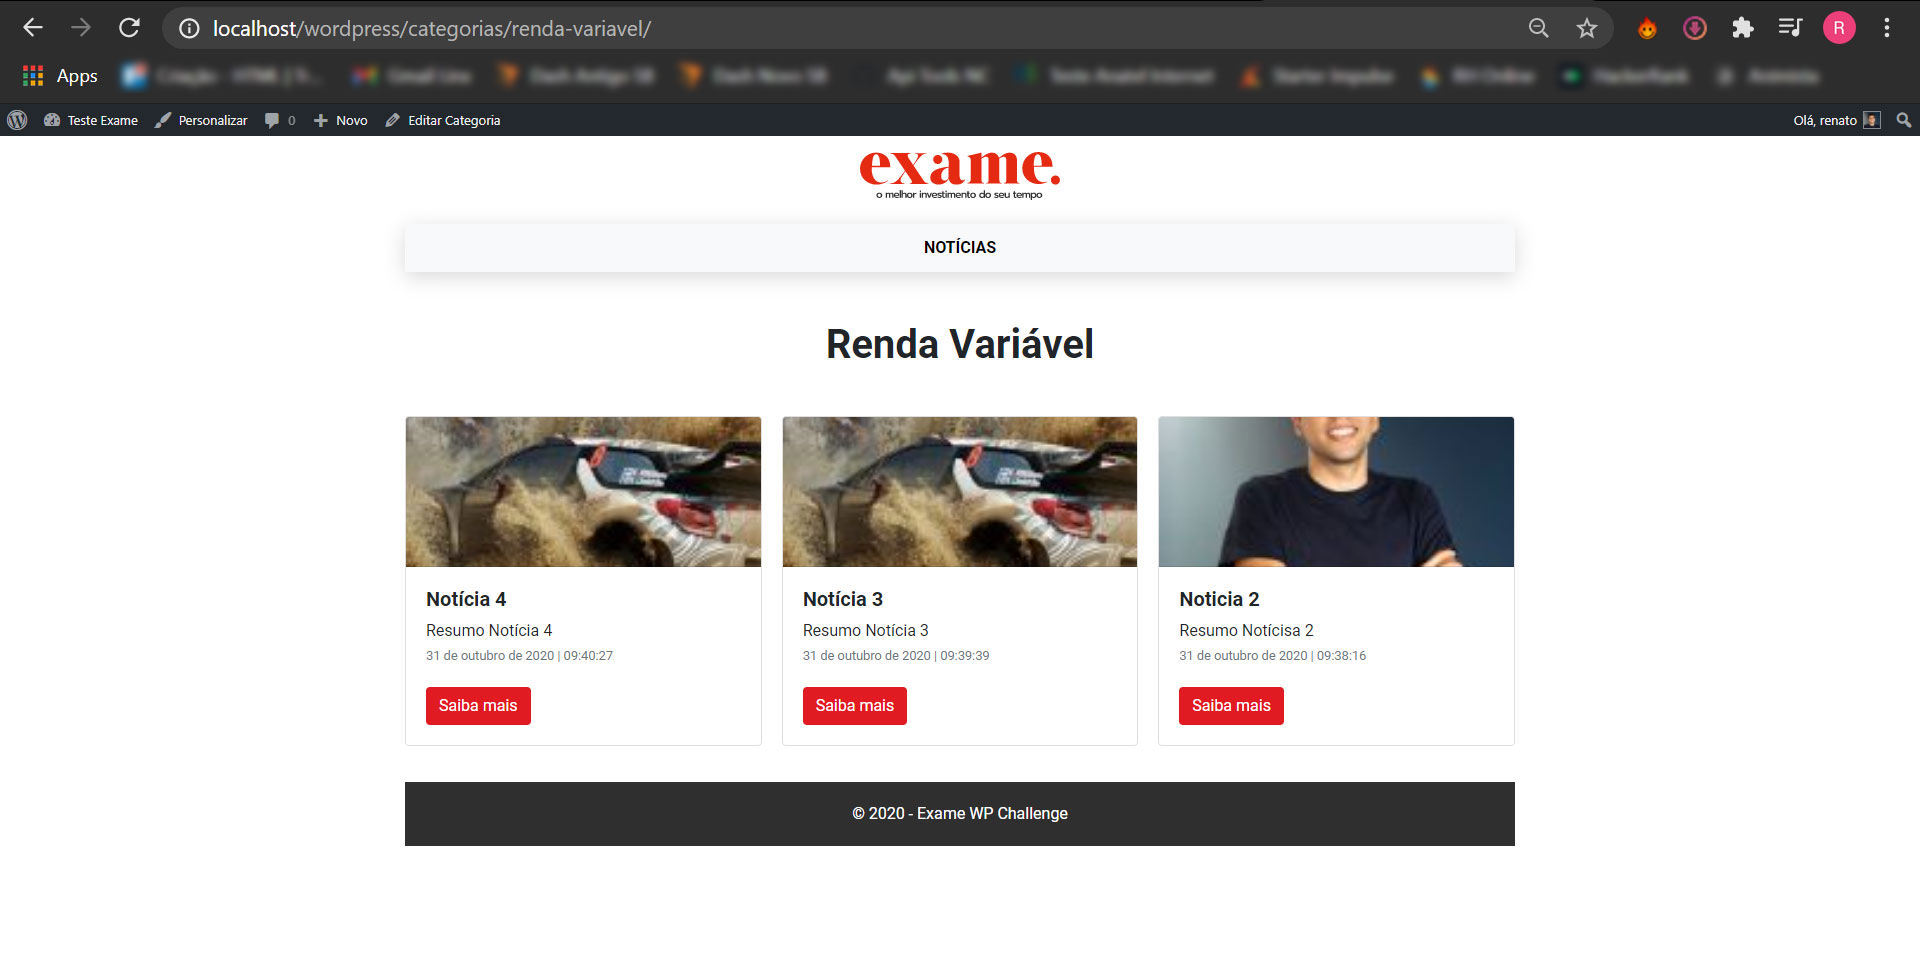 localhost/wordpress/categorias/renda-variavel/
R
Apps
Teste Exame Personalizar 0 Novo Editar Categoria Olá, renato
exame.
o melhor investimento do seu tempo
NOTÍCIAS
Renda Variável
Notícia 4
Resumo Notícia 4
31 de outubro de 2020 | 09:40:27
Saiba mais
Notícia 3
Resumo Notícia 3
31 de outubro de 2020 | 09:39:39
Saiba mais
Noticia 2
Resumo Notícisa 2
31 de outubro de 2020 | 09:38:16
Saiba mais
© 2020 - Exame WP Challenge